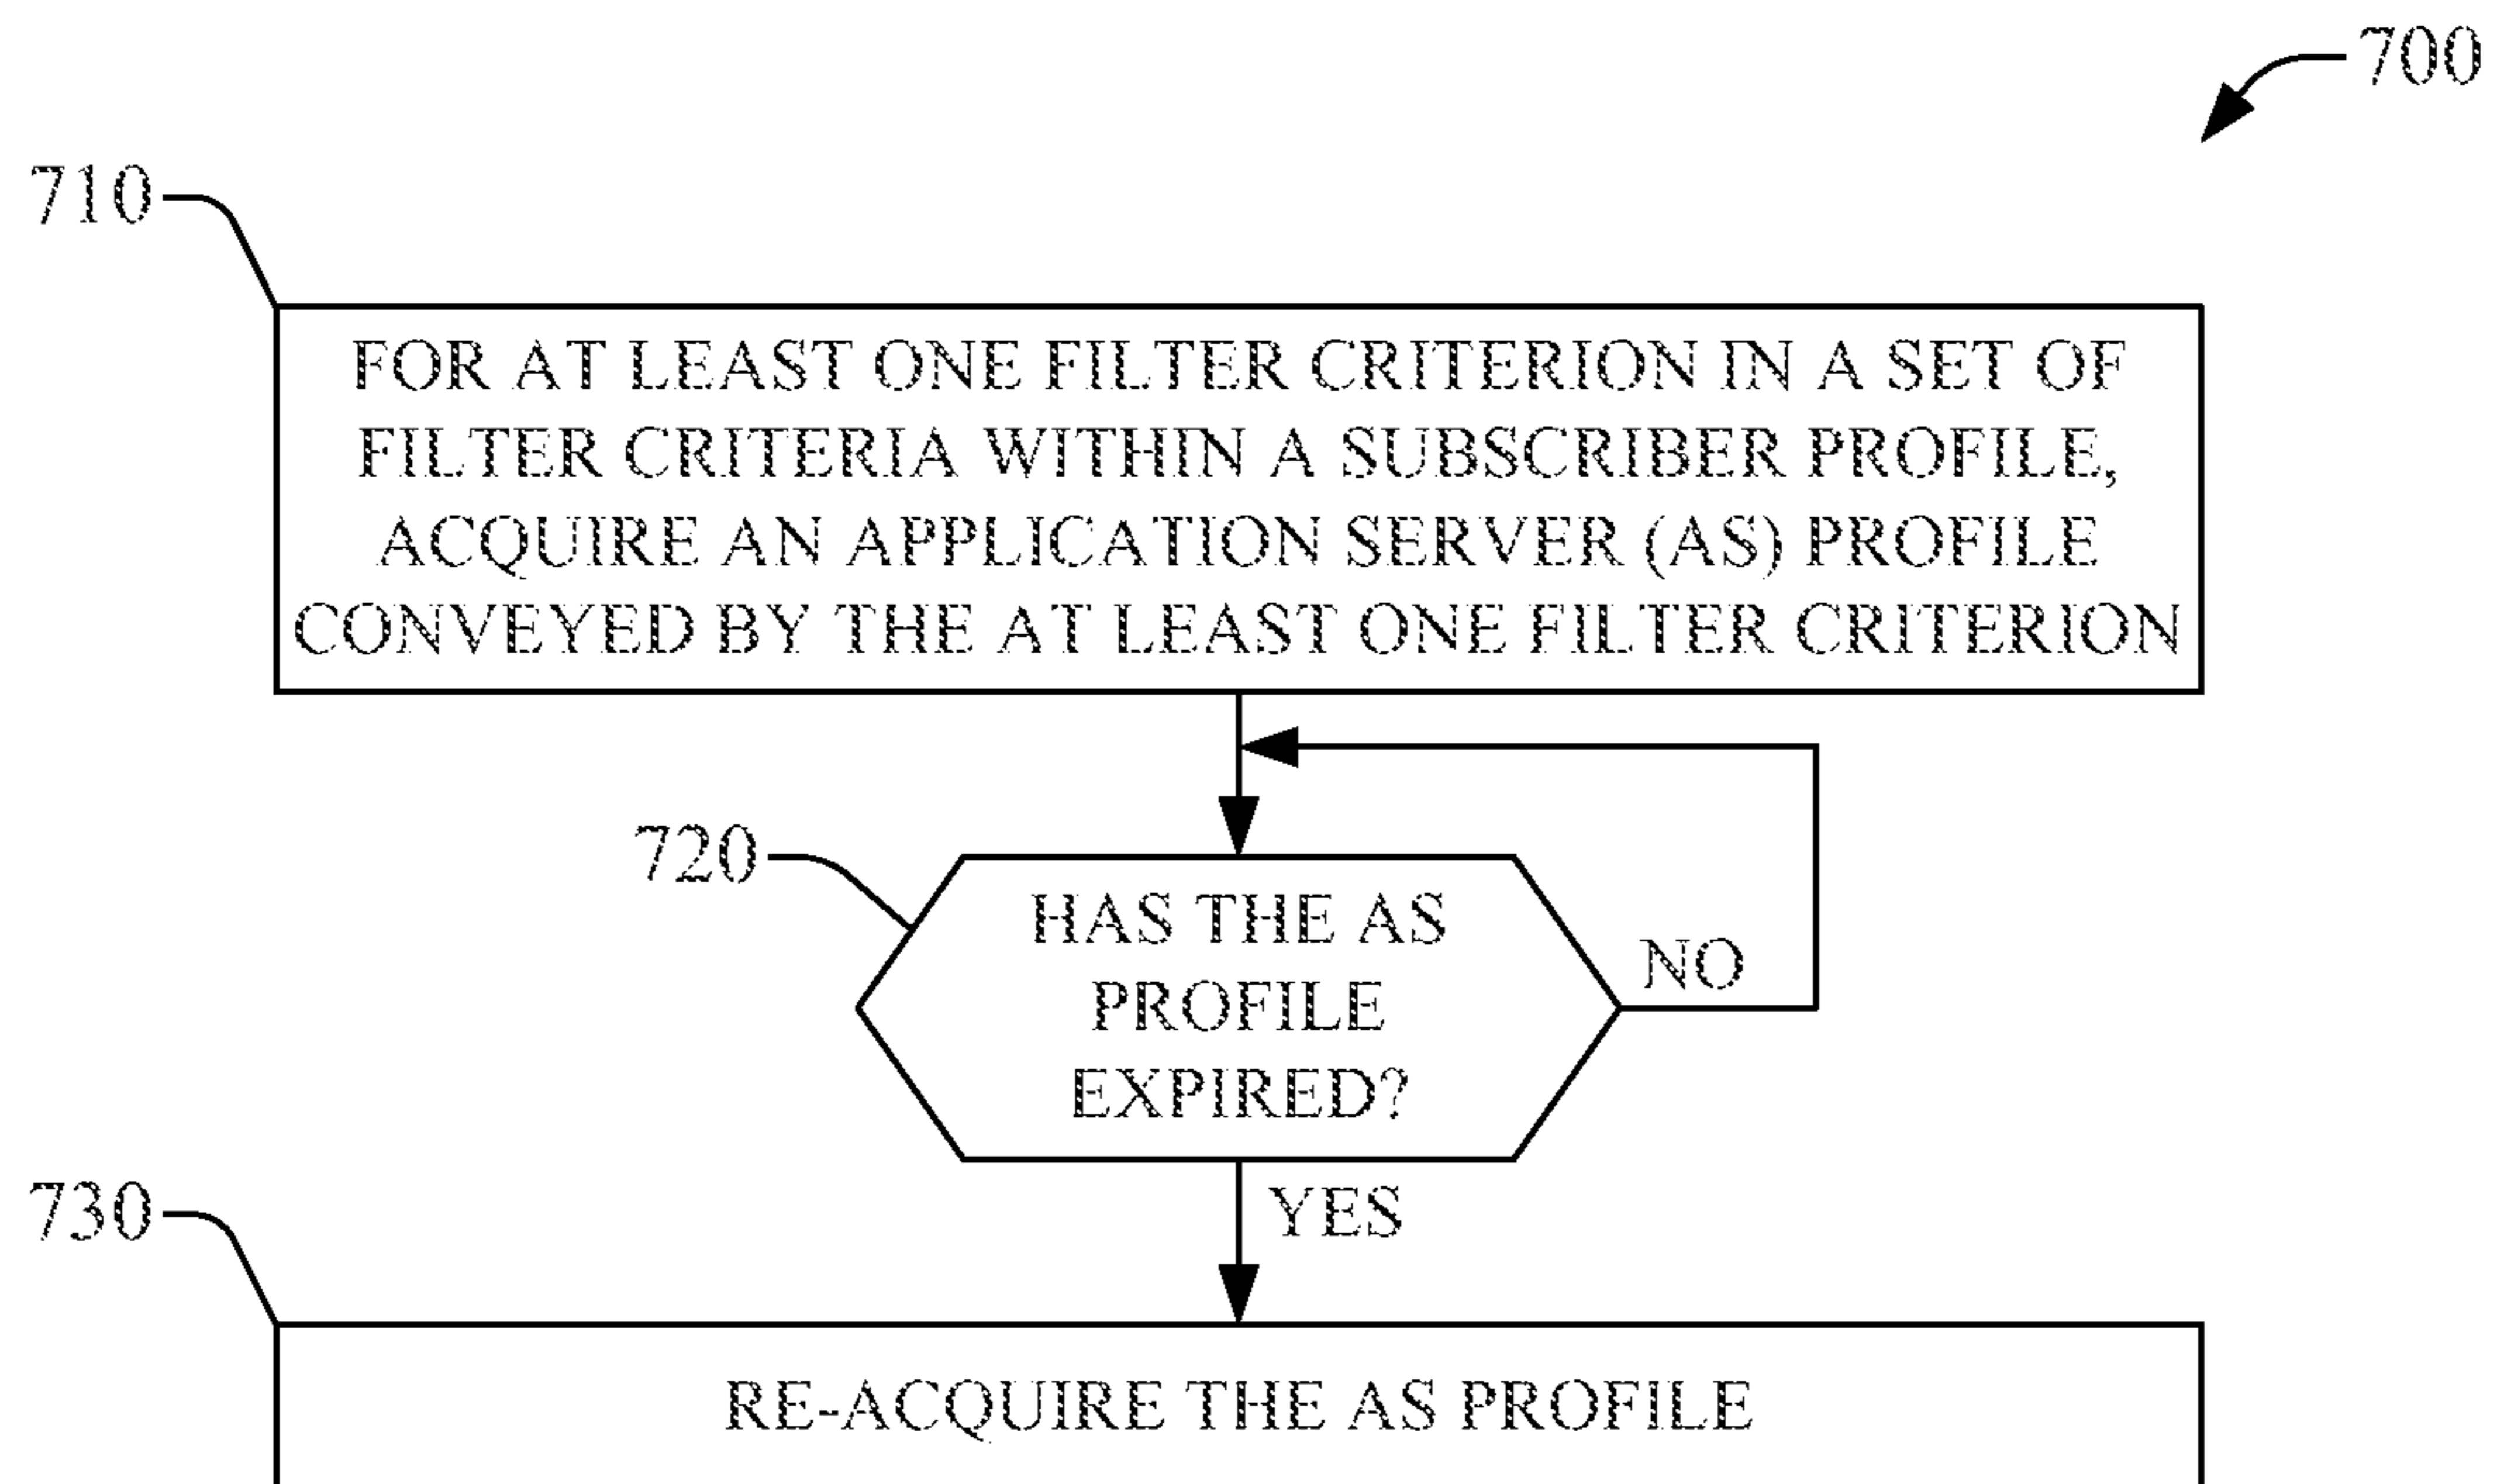 700
710
FOR AT LEAST ONE FILTER CRITERION IN A SET OF
FILTER CRITERIA WITHIN A SUBSCRIBER PROFILE,
ACQUIRE AN APPLICATION SERVER (AS) PROFILE
CONVEYED BY THE AT LEAST ONE FILTER CRITERION
720
HAS THE AS
PROFILE
EXPIRED?
NO
YES
730
RE-ACQUIRE THE AS PROFILE